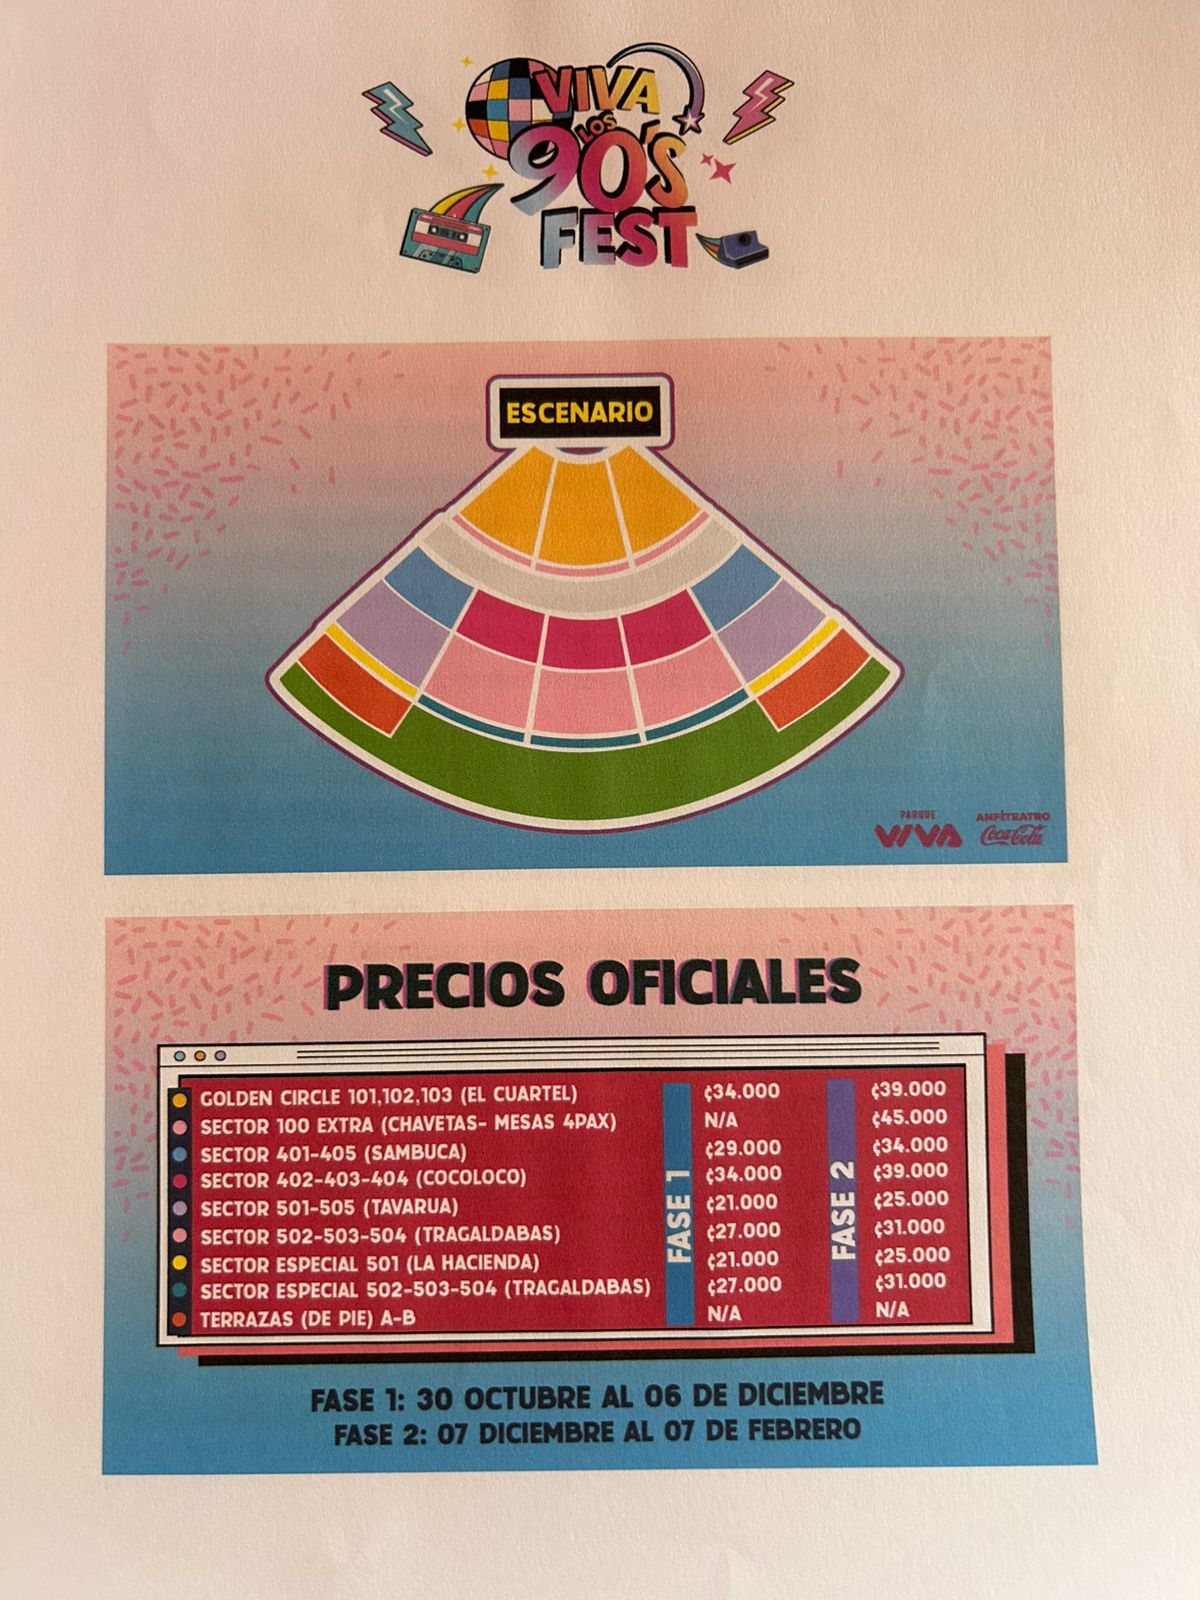 VIVA
LOS
90'S
FEST
ESCENARIO
PARQUE
VIVA
ANFITEATRO
Coca-Cola
PRECIOS OFICIALES
GOLDEN CIRCLE 101,102,103 (EL CUARTEL) ¢34.000 ¢39.000
SECTOR 100 EXTRA (CHAVETAS- MESAS 4PAX) N/A ¢45.000
SECTOR 401-405 (SAMBUCA) ¢29.000 ¢34.000
SECTOR 402-403-404 (COCOLOCO) ¢34.000 ¢39.000
SECTOR 501-505 (TAVARUA) ¢21.000 ¢25.000
SECTOR 502-503-504 (TRAGALDABAS) ¢27.000 ¢31.000
SECTOR ESPECIAL 501 (LA HACIENDA) ¢21.000 ¢25.000
SECTOR ESPECIAL 502-503-504 (TRAGALDABAS) ¢27.000 ¢31.000
TERRAZAS (DE PIE) A-B N/A N/A
FASE 1
FASE 2
FASE 1: 30 OCTUBRE AL 06 DE DICIEMBRE
FASE 2: 07 DICIEMBRE AL 07 DE FEBRERO